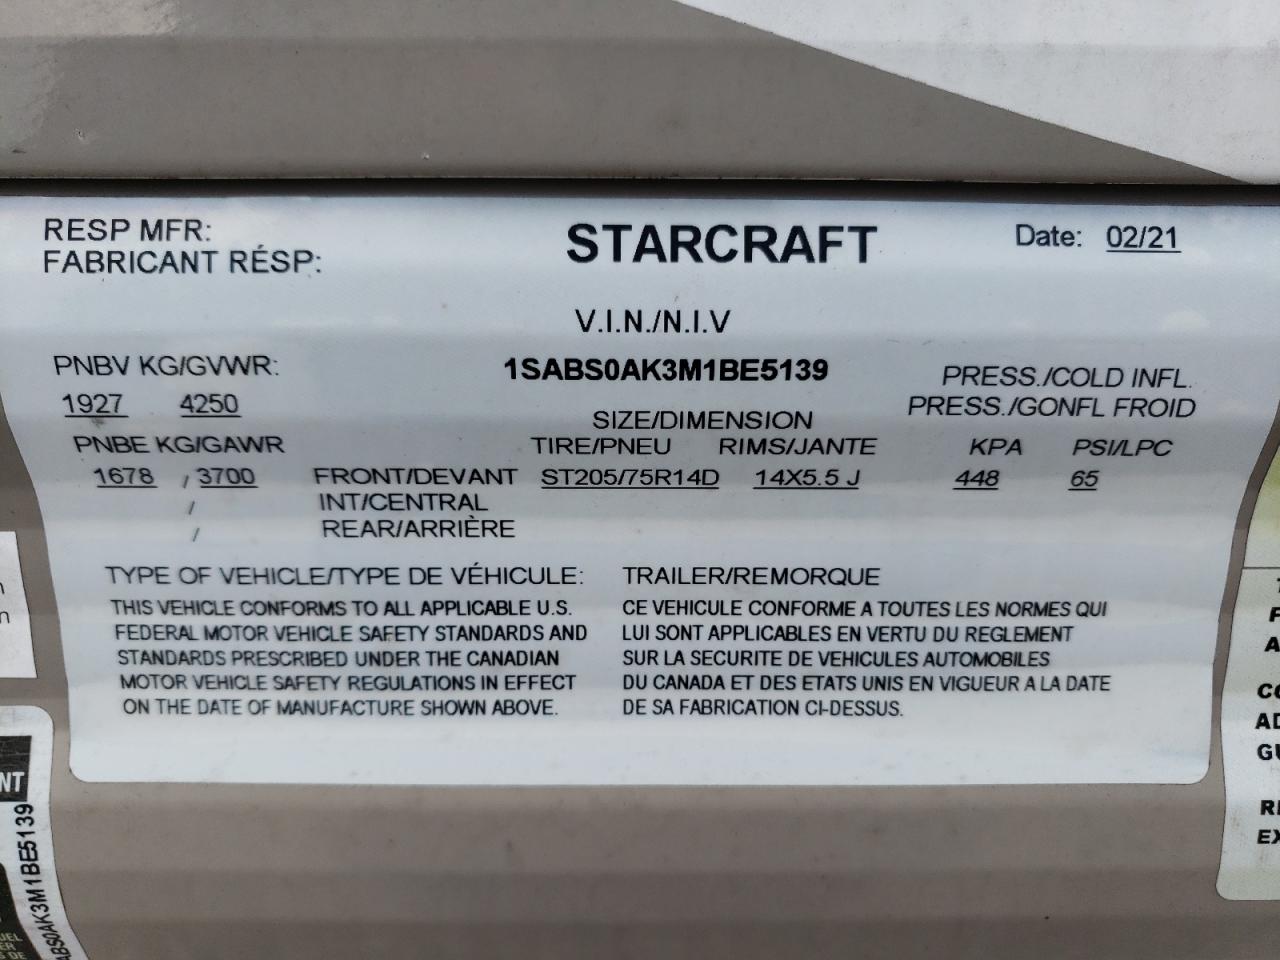 RESP MFR: STARCRAFT Date: 02/21
FABRICANT RÉSP:
V.I.N./N.I.V
PNBV KG/GVWR: 1SABS0AK3M1BE5139 PRESS./COLD INFL.
1927 4250 SIZE/DIMENSION PRESS./GONFL FROID
PNBE KG/GAWR TIRE/PNEU RIMS/JANTE KPA PSI/LPC
1678 / 3700 FRONT/DEVANT ST205/75R14D 14X5.5 J 448 65
/ INT/CENTRAL
/ REAR/ARRIÈRE
TYPE OF VEHICLE/TYPE DE VÉHICULE: TRAILER/REMORQUE
THIS VEHICLE CONFORMS TO ALL APPLICABLE U.S.
FEDERAL MOTOR VEHICLE SAFETY STANDARDS AND
STANDARDS PRESCRIBED UNDER THE CANADIAN
MOTOR VEHICLE SAFETY REGULATIONS IN EFFECT
ON THE DATE OF MANUFACTURE SHOWN ABOVE.
CE VEHICULE CONFORME A TOUTES LES NORMES QUI
LUI SONT APPLICABLES EN VERTU DU REGLEMENT
SUR LA SECURITE DE VEHICULES AUTOMOBILES
DU CANADA ET DES ETATS UNIS EN VIGUEUR A LA DATE
DE SA FABRICATION CI-DESSUS.
NT
ABS0AK3M1BE5139